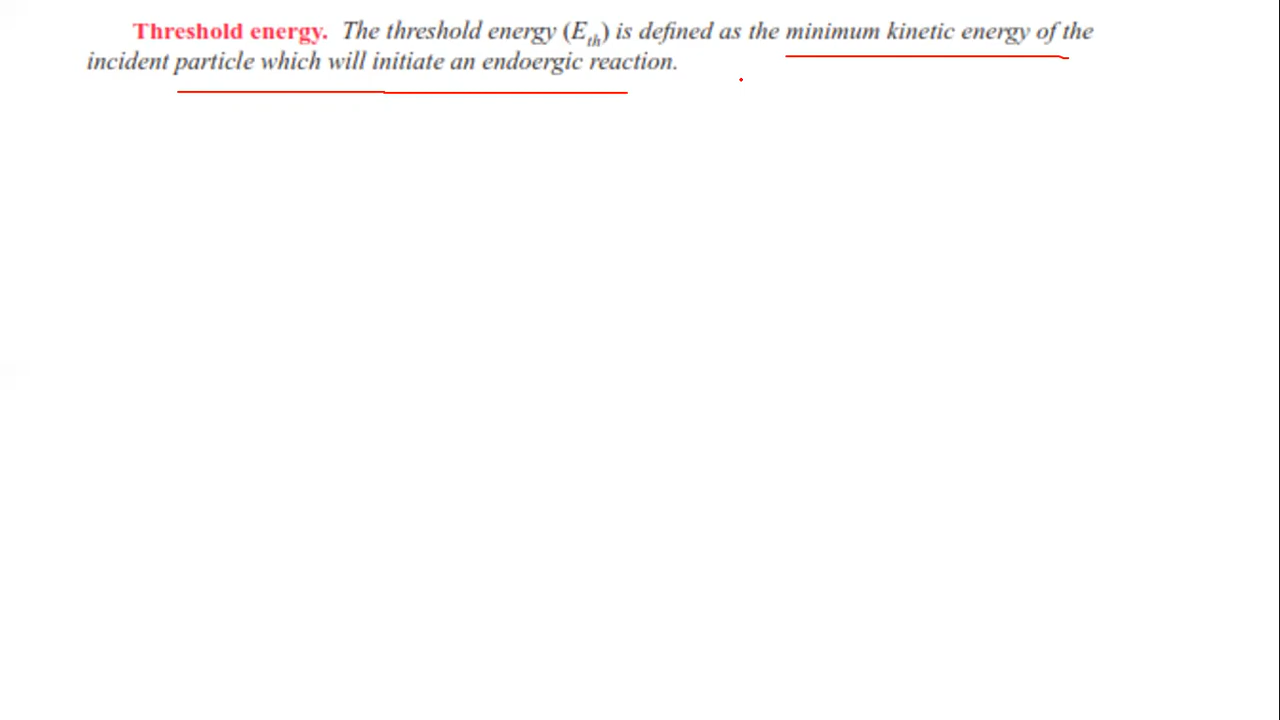 Threshold energy. The threshold energy (Eth) is defined as the minimum kinetic energy of the
incident particle which will initiate an endoergic reaction.